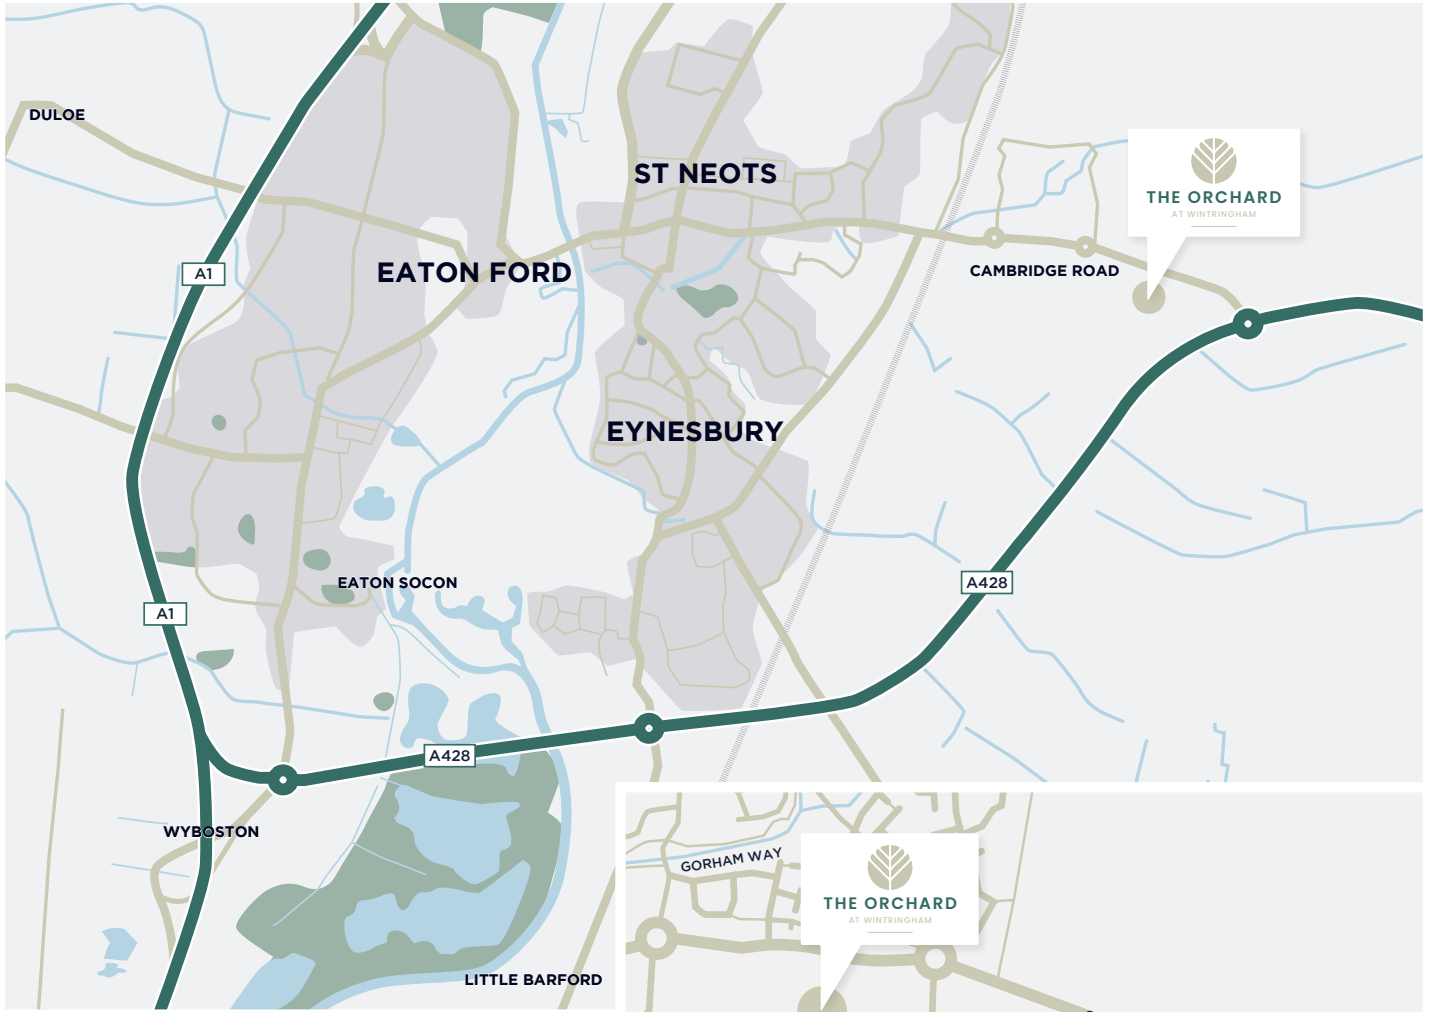 DULOE
ST NEOTS
THE ORCHARD
AT WINTRINGHAM
A1
EATON FORD
CAMBRIDGE ROAD
EYNESBURY
EATON SOCON
A428
A1
A428
WYBOSTON
GORHAM WAY
THE ORCHARD
AT WINTRINGHAM
LITTLE BARFORD